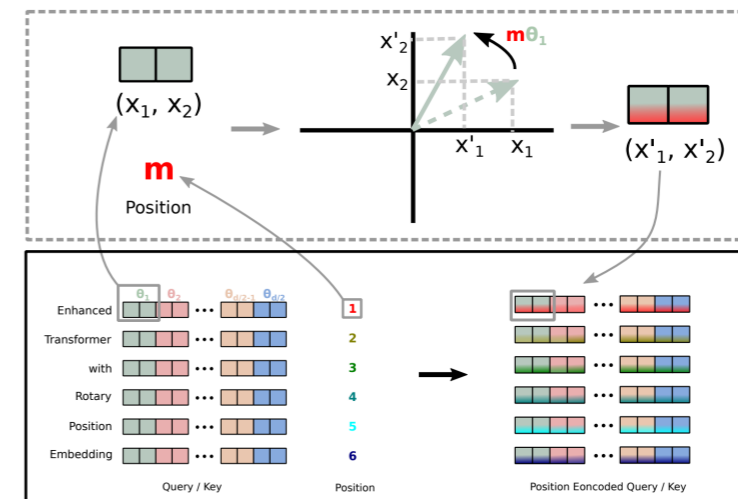 x'₂
mθ₁
x₂
(x₁, x₂)
x'₁
x₁
(x'₁, x'₂)
m
Position
θ₁ θ₂ θd/2-1 θd/2
Enhanced ••• 1 •••
Transformer ••• 2 •••
with ••• 3 •••
Rotary ••• 4 •••
Position ••• 5 •••
Embedding ••• 6 •••
Query / Key Position Position Eoncoded Query / Key